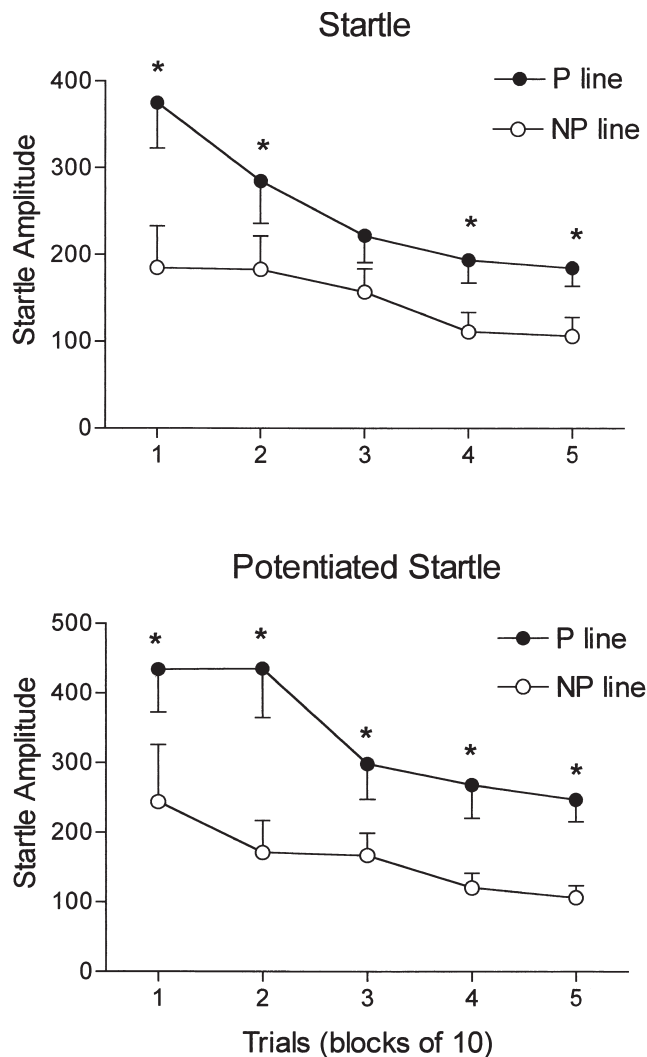 Startle
*
*
*
*
P line
NP line
Startle Amplitude
400
300
200
100
0
1 2 3 4 5
Potentiated Startle
*
*
*
*
*
P line
NP line
Startle Amplitude
500
400
300
200
100
0
1 2 3 4 5
Trials (blocks of 10)